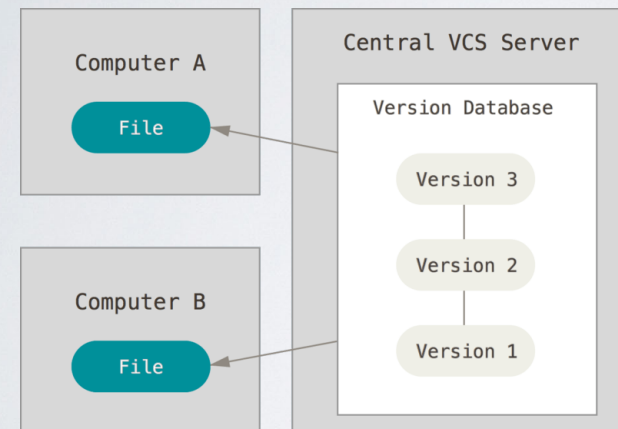 Computer A
File
Central VCS Server
Version Database
Version 3
Version 2
Version 1
Computer B
File